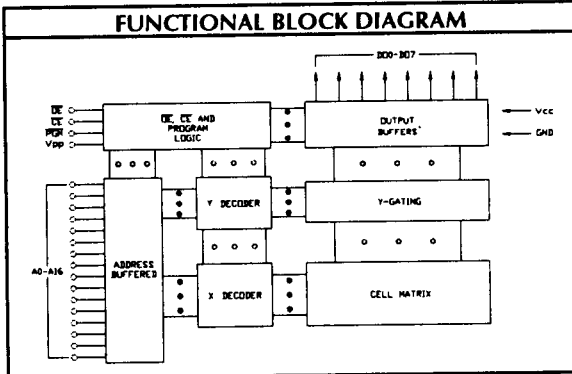 FUNCTIONAL BLOCK DIAGRAM
DO0-DO7
OE
CE
PGM
Vpp
OE, CE AND
PROGRAM
LOGIC
OUTPUT
BUFFERS
Vcc
GND
A0-A16
ADDRESS
BUFFERED
Y DECODER
Y-GATING
X DECODER
CELL MATRIX